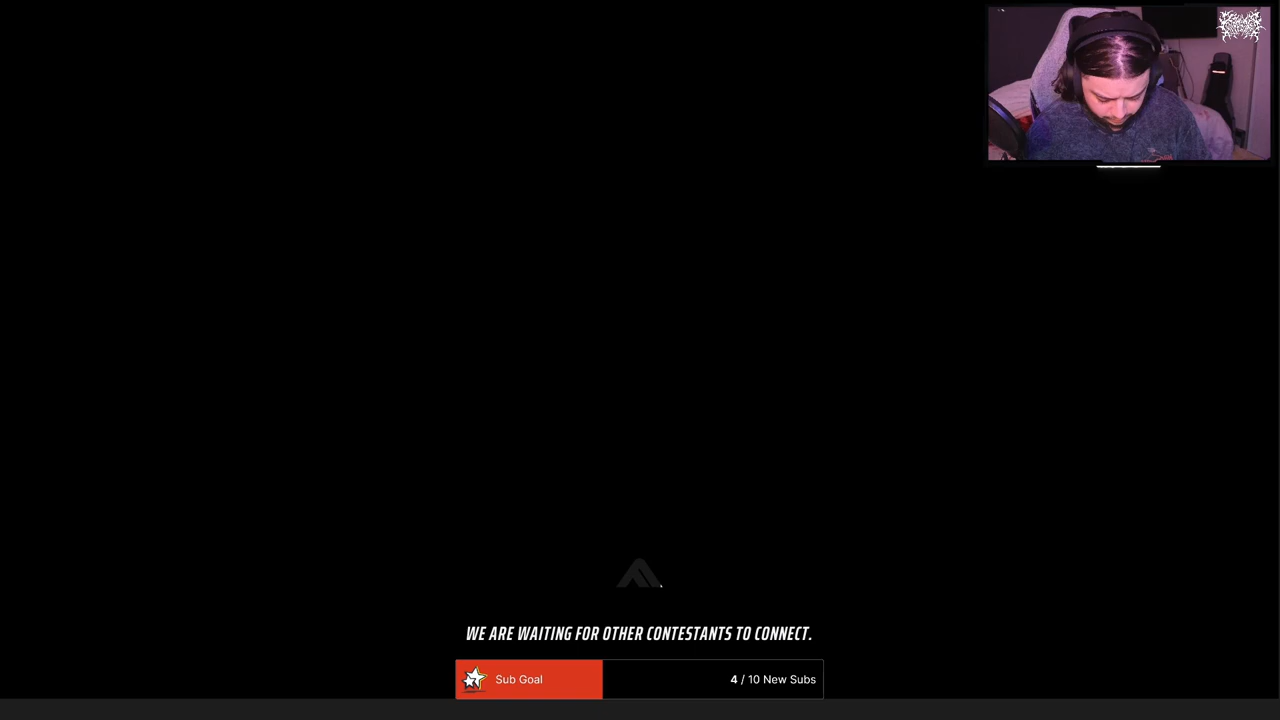 WE ARE WAITING FOR OTHER CONTESTANTS TO CONNECT.
Sub Goal
4 / 10 New Subs